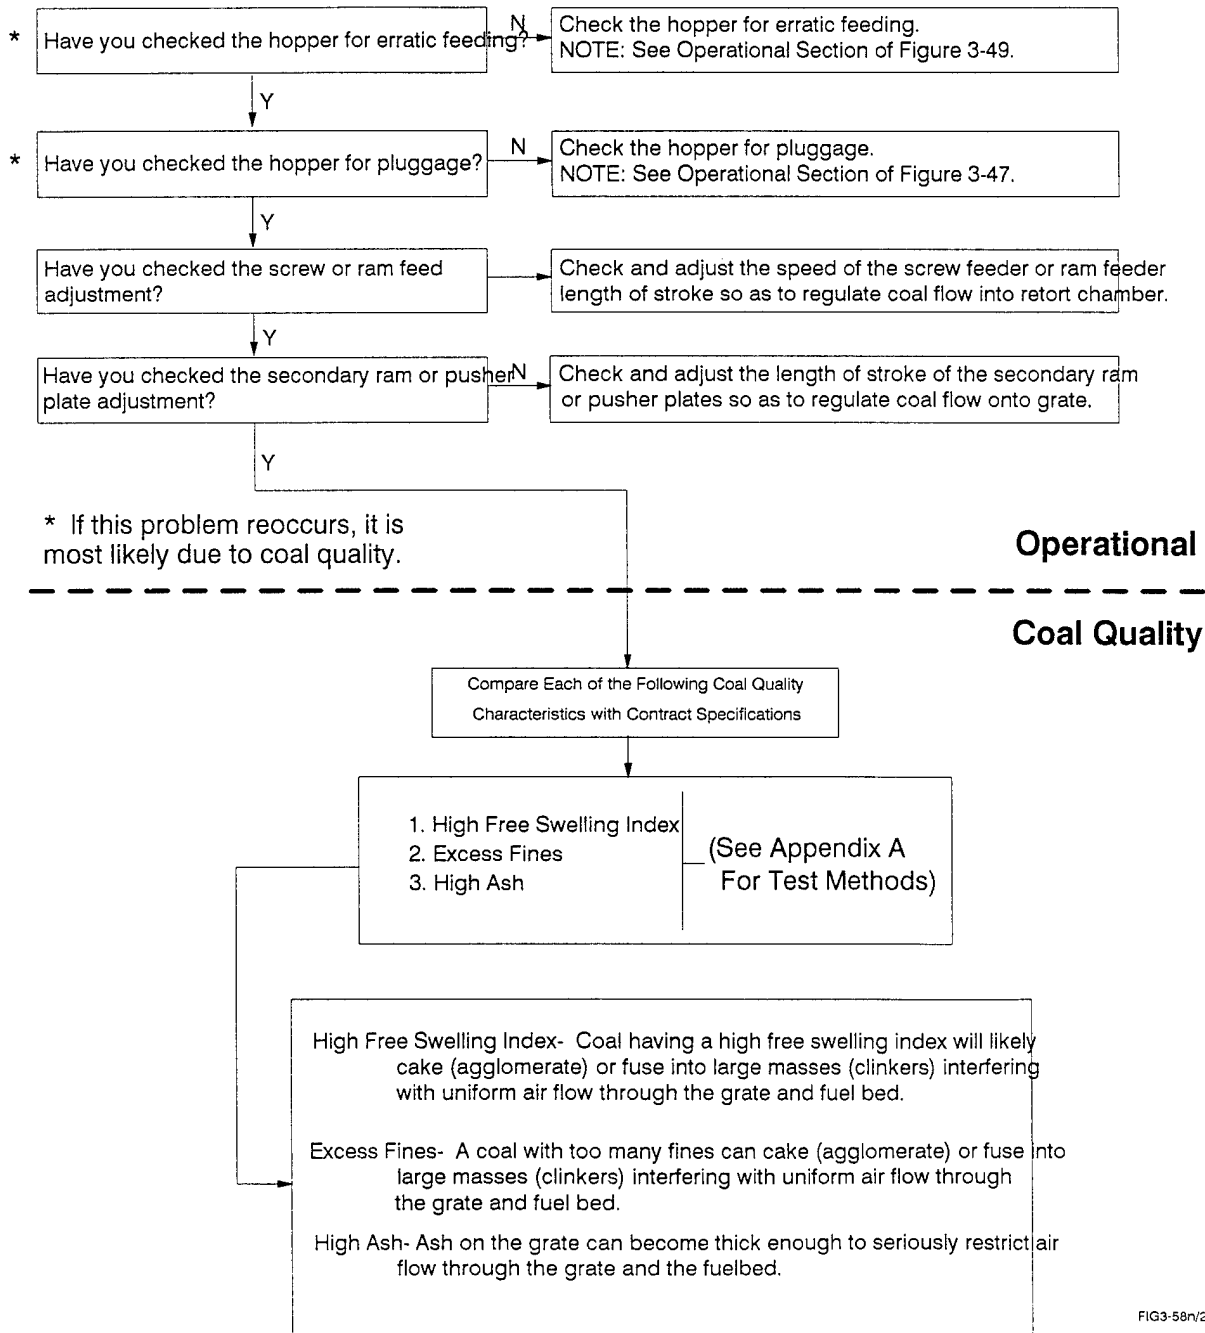 * Have you checked the hopper for erratic feeding?
N
Check the hopper for erratic feeding.
NOTE: See Operational Section of Figure 3-49.
Y
* Have you checked the hopper for pluggage?
N
Check the hopper for pluggage.
NOTE: See Operational Section of Figure 3-47.
Y
Have you checked the screw or ram feed
adjustment?
Check and adjust the speed of the screw feeder or ram feeder
length of stroke so as to regulate coal flow into retort chamber.
Y
Have you checked the secondary ram or pusher
plate adjustment?
N
Check and adjust the length of stroke of the secondary ram
or pusher plates so as to regulate coal flow onto grate.
Y
* If this problem reoccurs, it is
most likely due to coal quality.
Operational
Coal Quality
Compare Each of the Following Coal Quality
Characteristics with Contract Specifications
1. High Free Swelling Index
2. Excess Fines
3. High Ash
(See Appendix A
For Test Methods)
High Free Swelling Index- Coal having a high free swelling index will likely
cake (agglomerate) or fuse into large masses (clinkers) interfering
with uniform air flow through the grate and fuel bed.
Excess Fines- A coal with too many fines can cake (agglomerate) or fuse into
large masses (clinkers) interfering with uniform air flow through
the grate and fuel bed.
High Ash- Ash on the grate can become thick enough to seriously restrict air
flow through the grate and the fuelbed.
FIG3-58n/2